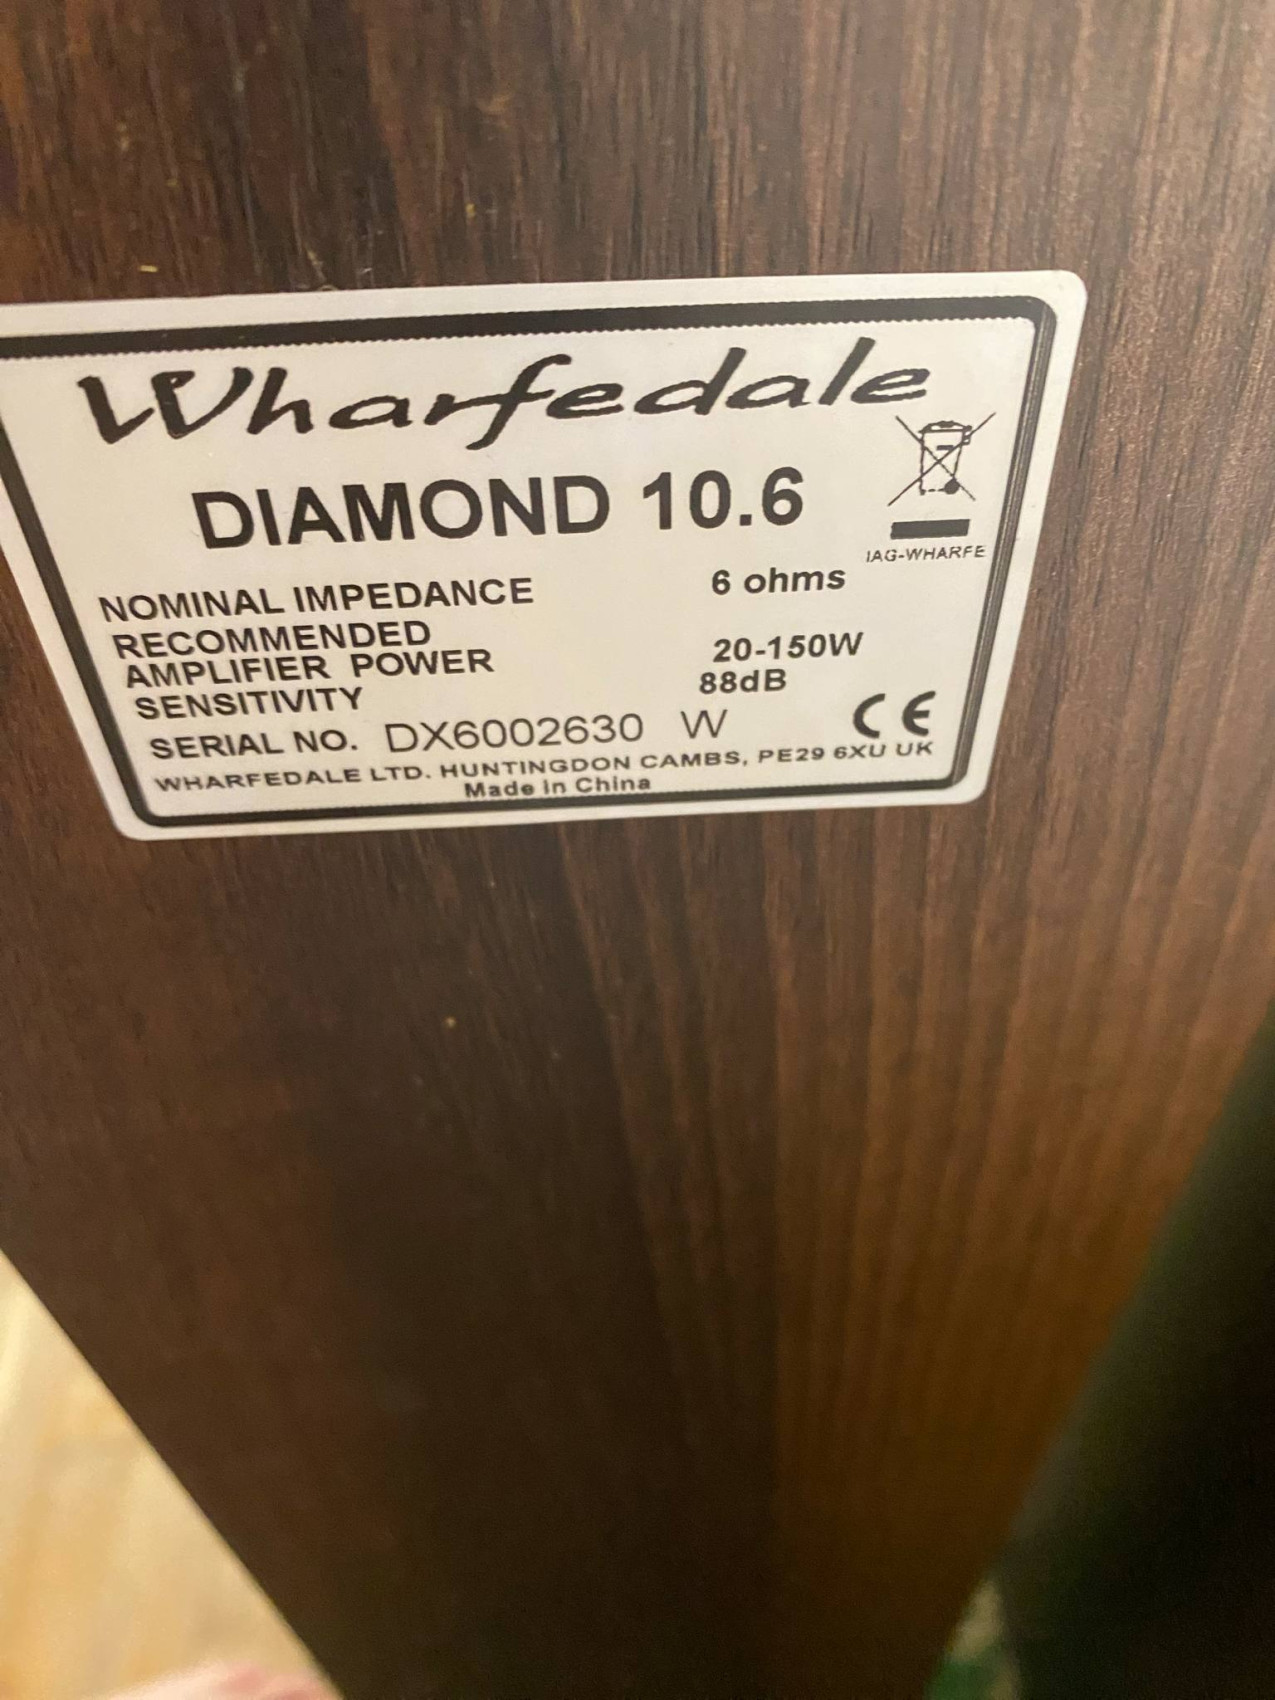 Wharfedale
DIAMOND 10.6
IAG-WHARFE
NOMINAL IMPEDANCE 6 ohms
RECOMMENDED
AMPLIFIER POWER 20-150W
SENSITIVITY 88dB
SERIAL NO. DX6002630 W CE
WHARFEDALE LTD. HUNTINGDON CAMBS, PE29 6XU UK
Made in China